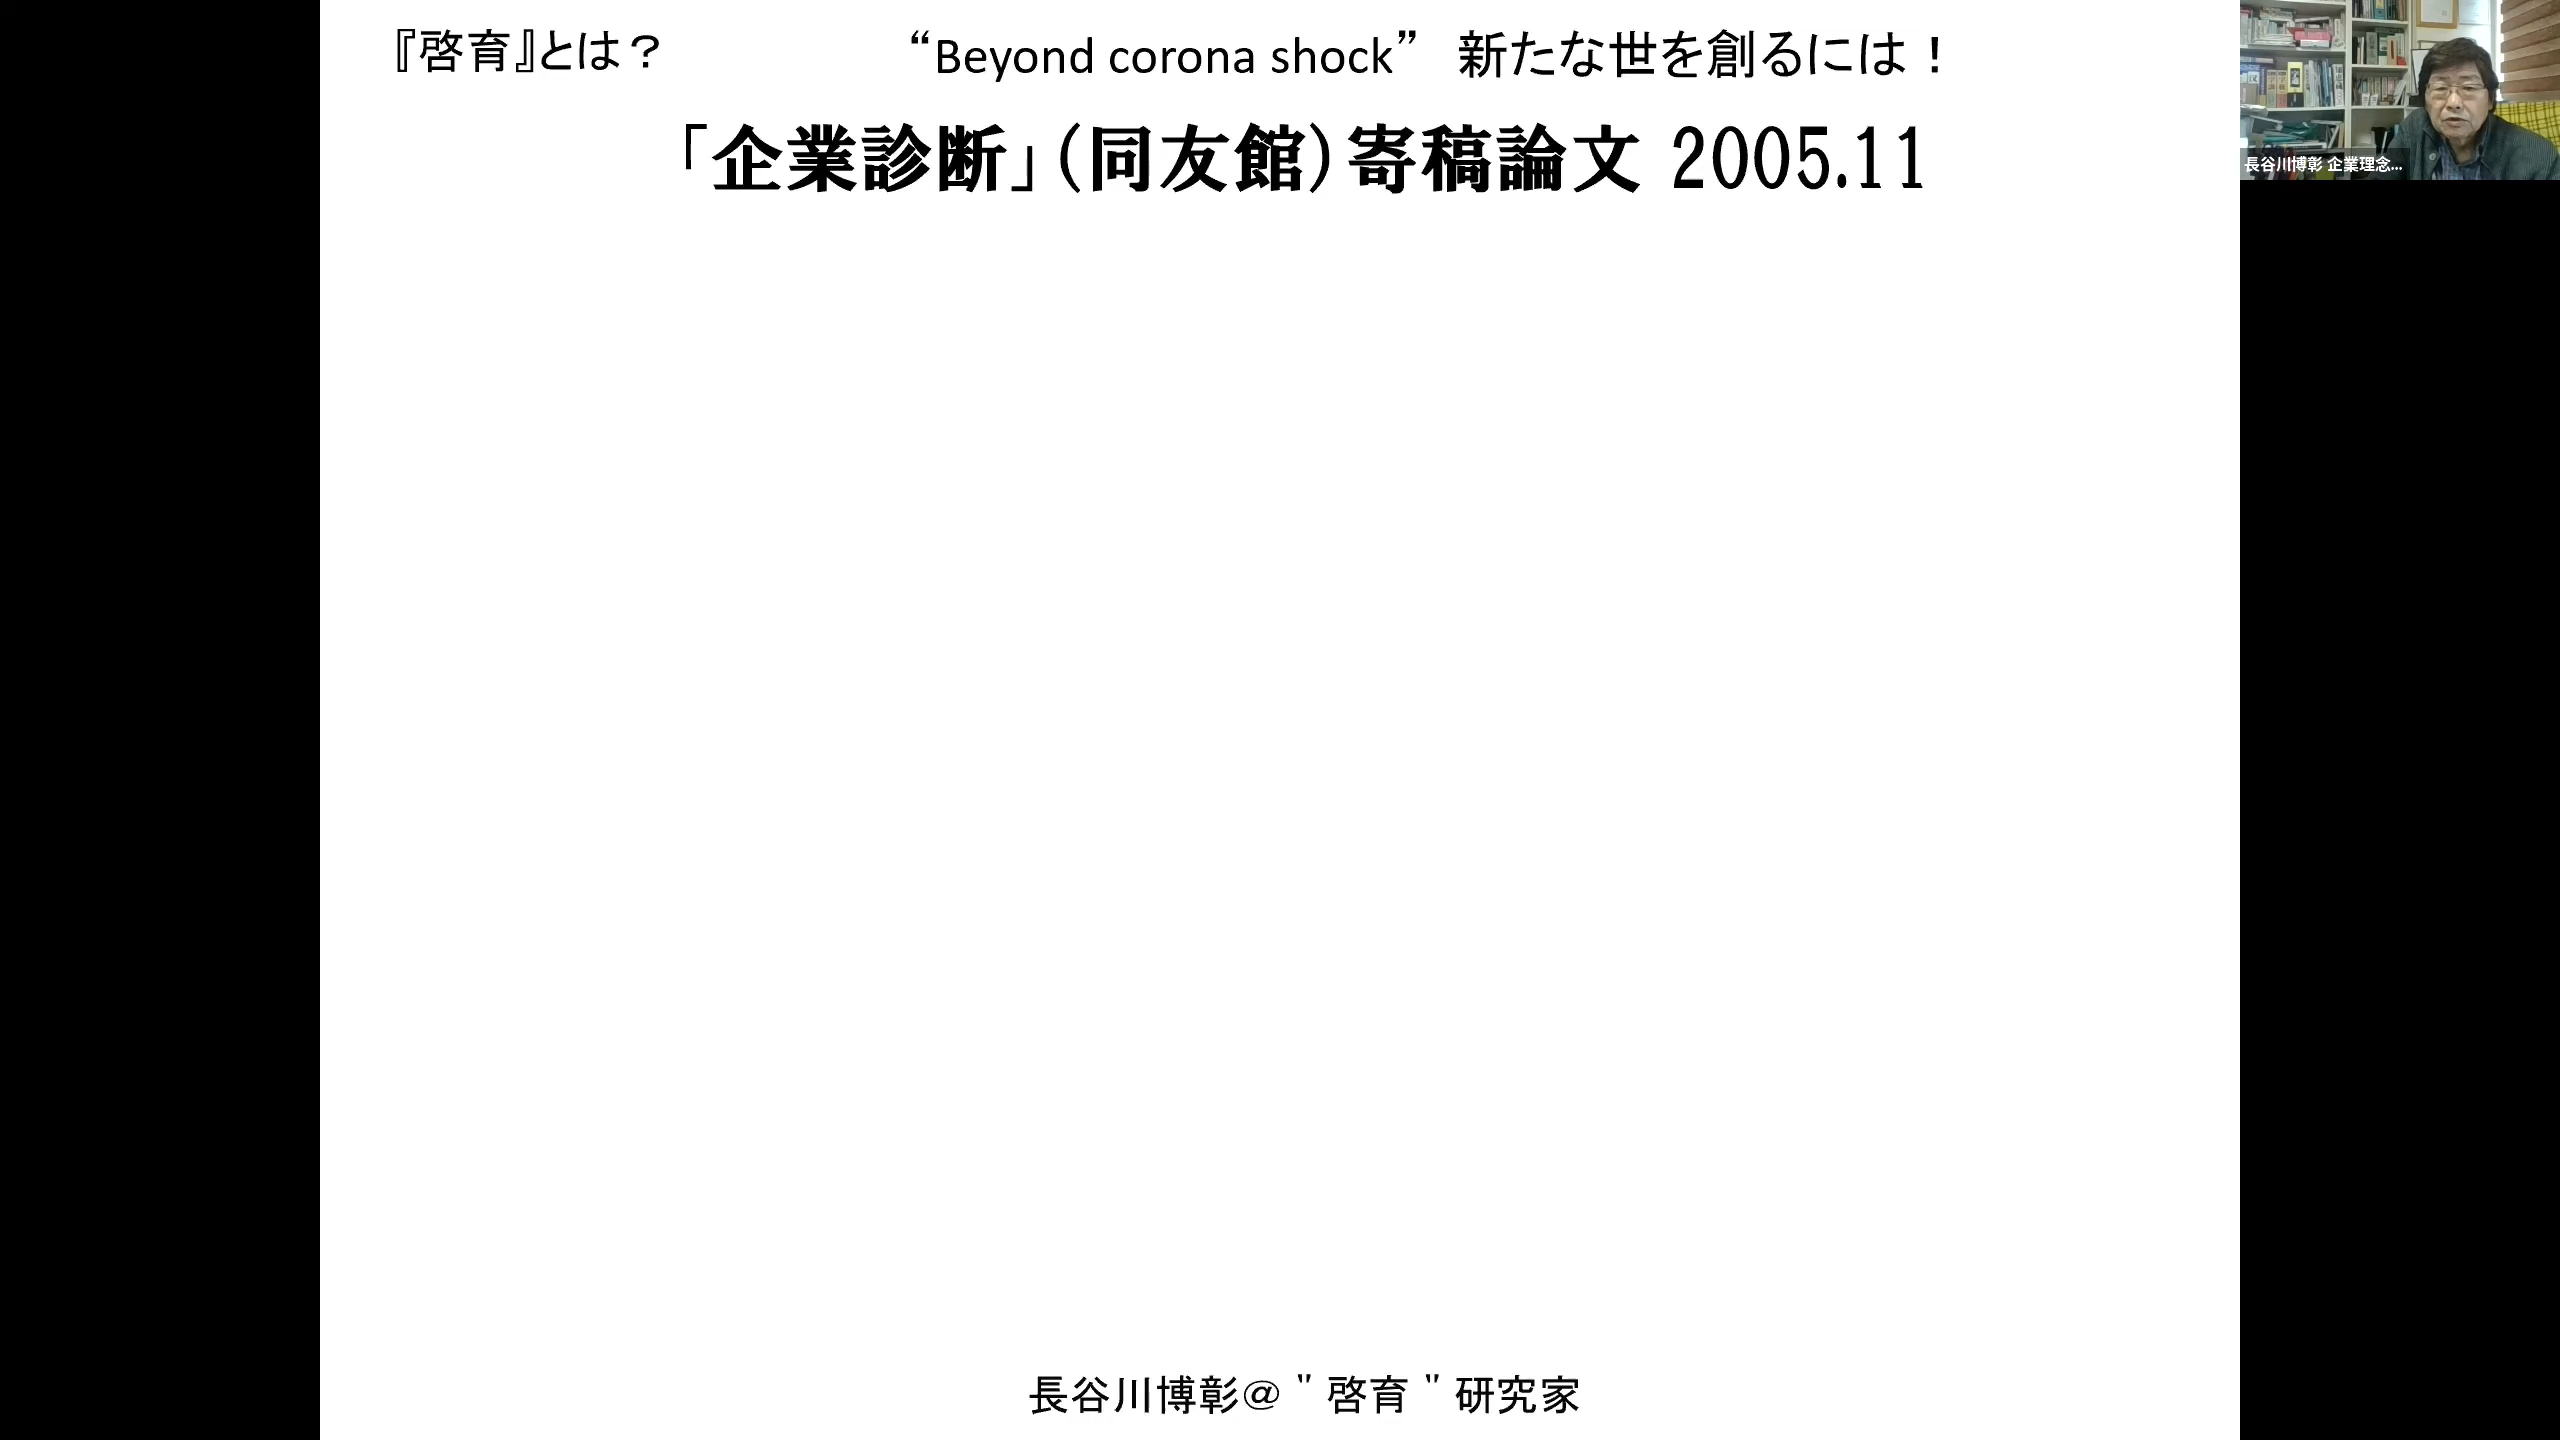 『啓育』とは？ “Beyond corona shock” 新たな世を創るには！
「企業診断」（同友館）寄稿論文 2005.11
長谷川博彰 企業理念...
長谷川博彰＠＂啓育＂研究家